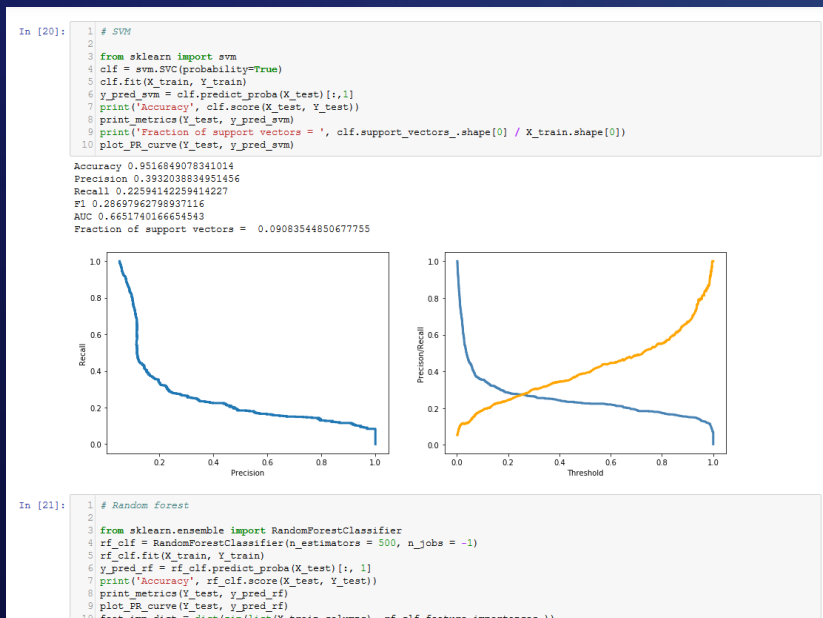 In [20]:
1 # SVM
2
3 from sklearn import svm
4 clf = svm.SVC(probability=True)
5 clf.fit(X_train, Y_train)
6 y_pred_svm = clf.predict_proba(X_test)[:,1]
7 print('Accuracy', clf.score(X_test, Y_test))
8 print_metrics(Y_test, y_pred_svm)
9 print('Fraction of support vectors = ', clf.support_vectors_.shape[0] / X_train.shape[0])
10 plot_PR_curve(Y_test, y_pred_svm)
Accuracy 0.9516849078341014
Precision 0.3932038834951456
Recall 0.22594142259414227
F1 0.28697962798937116
AUC 0.6651740166654543
Fraction of support vectors =  0.09083544850677755
1.0
0.8
0.6
0.4
0.2
0.0
Recall
0.2 0.4 0.6 0.8 1.0
Precision
1.0
0.8
0.6
0.4
0.2
0.0
Precison/Recall
0.0 0.2 0.4 0.6 0.8 1.0
Threshold
In [21]:
1 # Random forest
2
3 from sklearn.ensemble import RandomForestClassifier
4 rf_clf = RandomForestClassifier(n_estimators = 500, n_jobs = -1)
5 rf_clf.fit(X_train, Y_train)
6 y_pred_rf = rf_clf.predict_proba(X_test)[:, 1]
7 print('Accuracy', rf_clf.score(X_test, Y_test))
8 print_metrics(Y_test, y_pred_rf)
9 plot_PR_curve(Y_test, y_pred_rf)